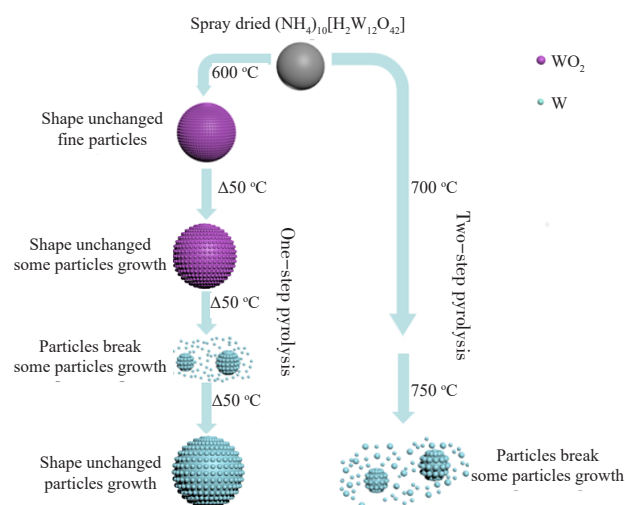 Spray dried (NH₄)₁₀[H₂W₁₂O₄₂]
600 °C
WO₂
W
Shape unchanged
fine particles
Δ50 °C
700 °C
Shape unchanged
some particles growth
One−step pyrolysis
Two−step pyrolysis
Δ50 °C
Particles break
some particles growth
Δ50 °C
750 °C
Shape unchanged
particles growth
Particles break
some particles growth